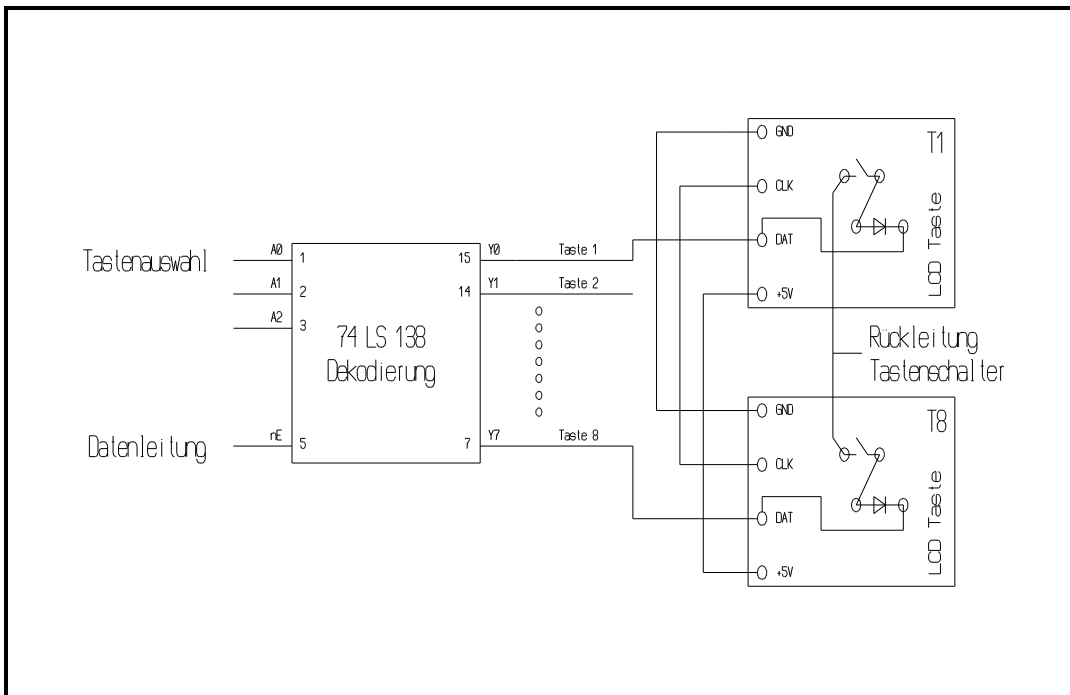 Tastenauswahl
A0
1
A1
2
A2
3
Datenleitung
nE
5
74 LS 138
Dekodierung
15
Y0
Taste 1
14
Y1
Taste 2
7
Y7
Taste 8
GND
CLK
DAT
+5V
T1
LCD Taste
Rückleitung
Tastenschalter
GND
CLK
DAT
+5V
T8
LCD Taste